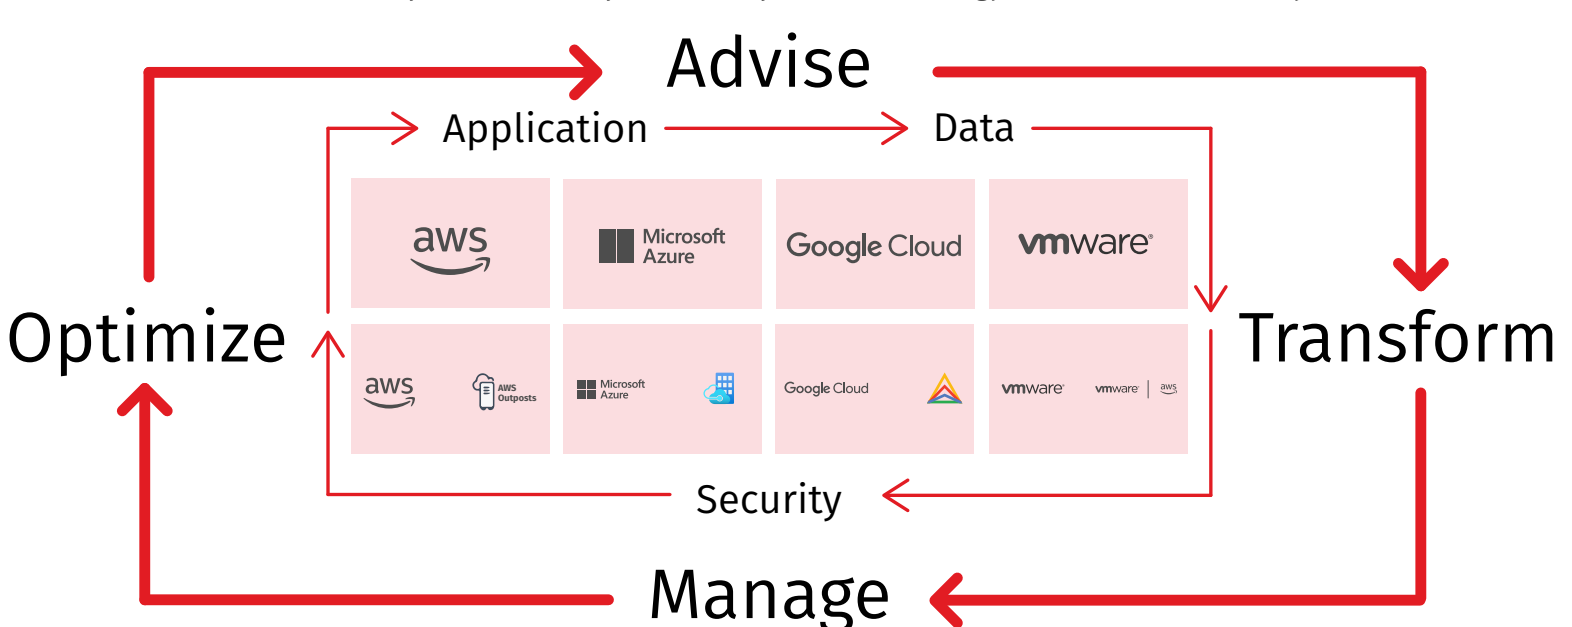 Advise
Application
Data
aws
Microsoft
Azure
Google Cloud
vmware®
Optimize
Transform
aws
AWS
Outposts
Microsoft
Azure
Google Cloud
vmware®
vmware | aws
Security
Manage